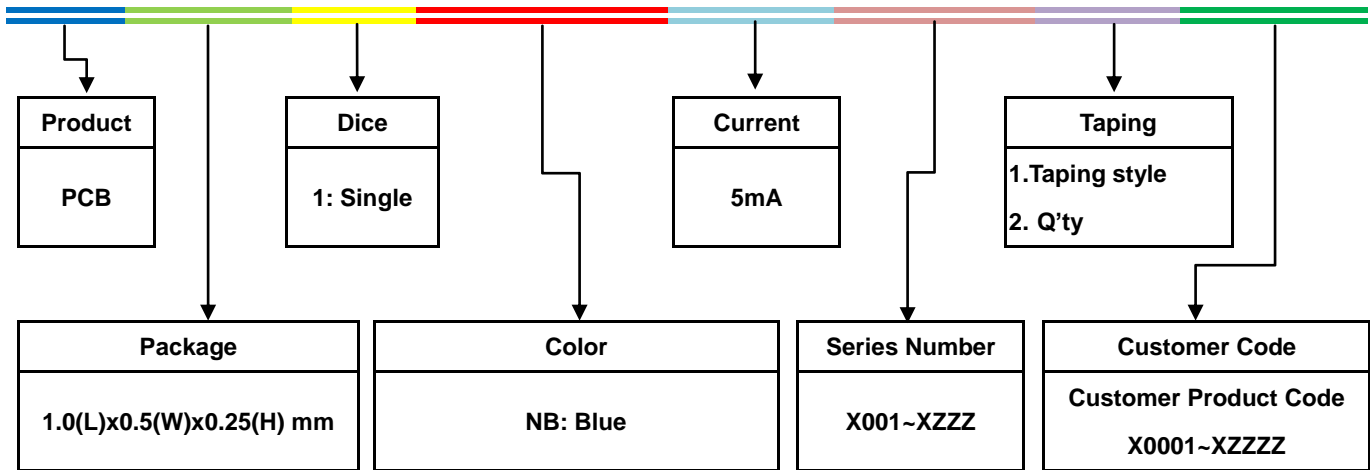 Product
PCB
Dice
1: Single
Current
5mA
Taping
1.Taping style
2. Q’ty
Package
1.0(L)x0.5(W)x0.25(H) mm
Color
NB: Blue
Series Number
X001~XZZZ
Customer Code
Customer Product Code
X0001~XZZZZ